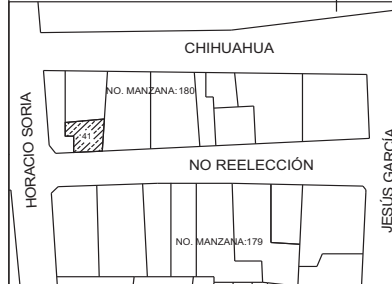 CHIHUAHUA
NO. MANZANA:180
41
HORACIO SORIA
NO REELECCIÓN
JESÚS GARCÍA
NO. MANZANA:179